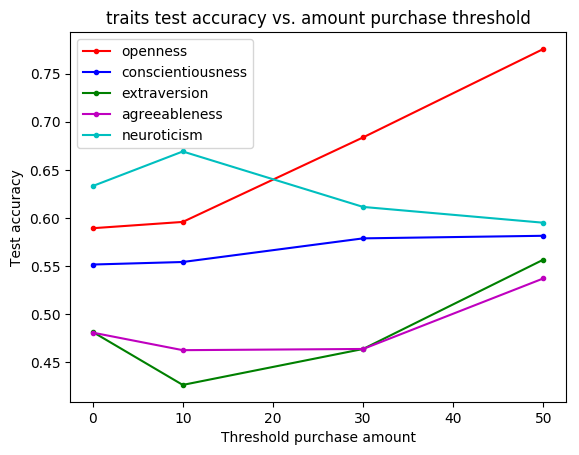 traits test accuracy vs. amount purchase threshold
openness
conscientiousness
extraversion
agreeableness
neuroticism
Test accuracy
0.75
0.70
0.65
0.60
0.55
0.50
0.45
0 10 20 30 40 50
Threshold purchase amount